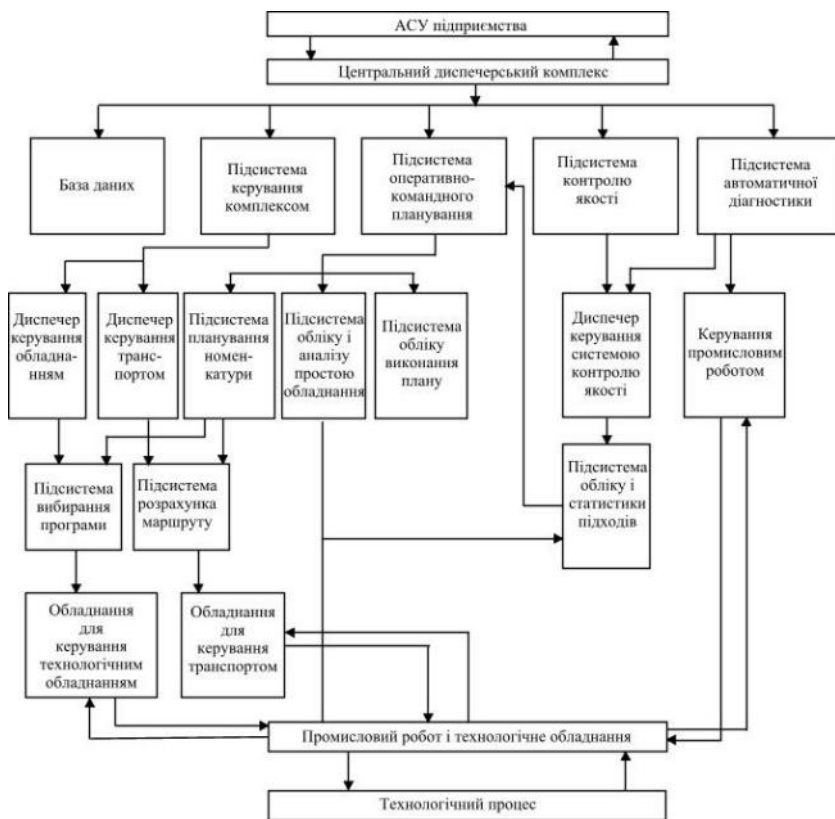 АСУ підприємства
Центральний диспечерський комплекс
База даних
Підсистема
керування
комплексом
Підсистема
оперативно-
командного
планування
Підсистема
контролю
якості
Підсистема
автоматичної
діагностики
Диспечер
керування
обладна-
нням
Диспечер
керування
транс-
портом
Підсистема
планування
номен-
катури
Підсистема
обліку і
аналізу
простою
обладнання
Підсистема
обліку
виконання
плану
Диспечер
керування
системою
контролю
якості
Керування
промисловим
роботом
Підсистема
вибирання
програми
Підсистема
розрахунка
маршруту
Підсистема
обліку і
статистики
підходів
Обладнання
для
керування
технологічним
обладнанням
Обладнання
для
керування
транспортом
Промисловий робот і технологічне обладнання
Технологічний процес